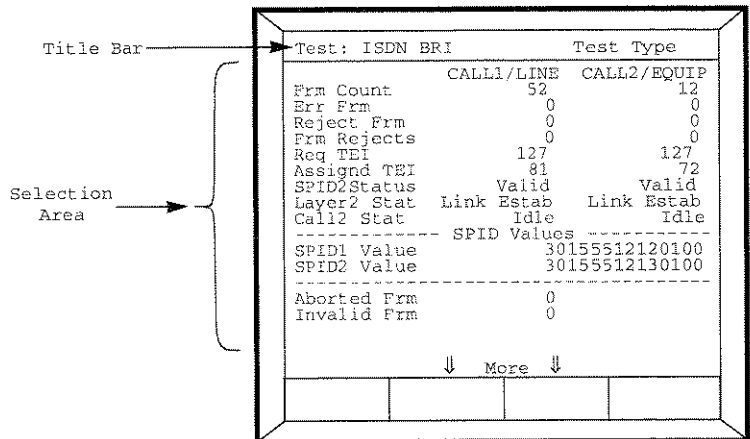 Title Bar
Test: ISDN BRI Test Type
CALL1/LINE CALL2/EQUIP
Frm Count 52 12
Err Frm 0 0
Reject Frm 0 0
Frm Rejects 0 0
Req TEI 127 127
Assignd TEI 81 72
SPID2Status Valid Valid
Layer2 Stat Link Estab Link Estab
Call2 Stat Idle Idle
Selection
Area
SPID Values
SPID1 Value 30155512120100
SPID2 Value 30155512130100
Aborted Frm 0
Invalid Frm 0
⇓ More ⇓